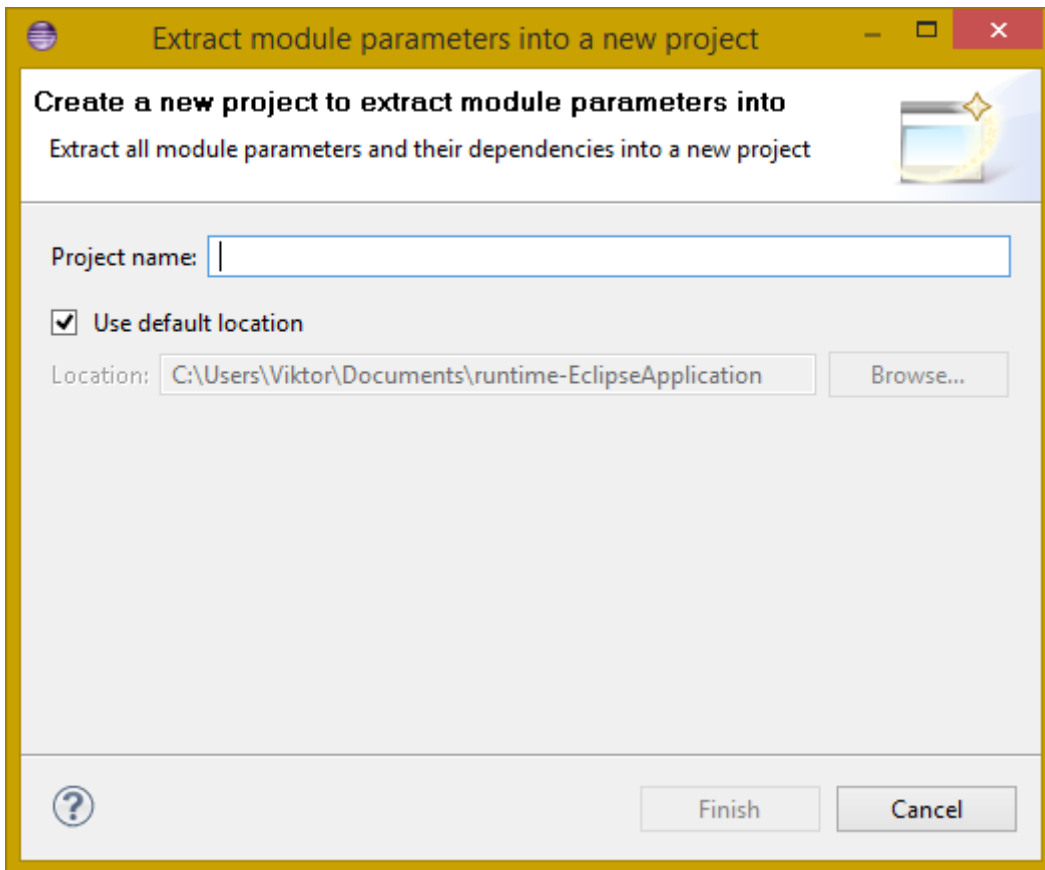 Extract module parameters into a new project
Create a new project to extract module parameters into
Extract all module parameters and their dependencies into a new project
Project name:
Use default location
Location: C:\Users\Viktor\Documents\runtime-EclipseApplication Browse...
? Finish Cancel